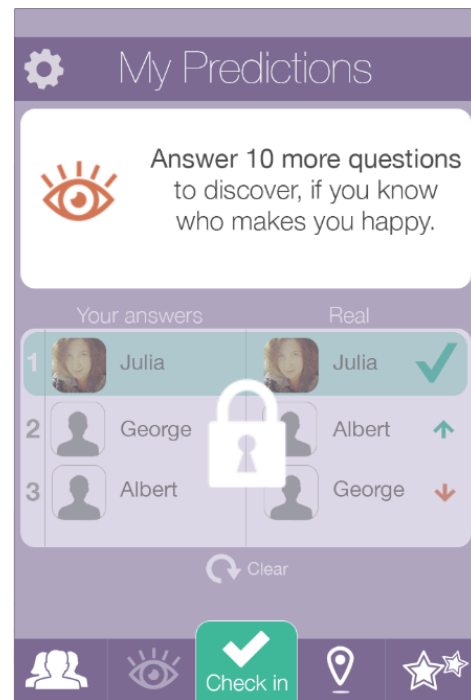 My Predictions
Answer 10 more questions
to discover, if you know
who makes you happy.
Your answers Real
1 Julia Julia
2 George Albert
3 Albert George
Clear
Check in